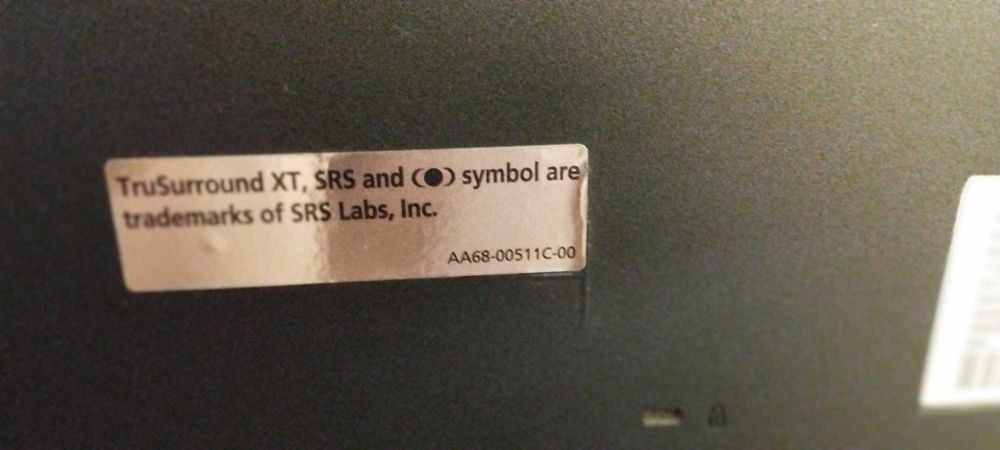 TruSurround XT, SRS and (●) symbol are
trademarks of SRS Labs, Inc.
AA68-00511C-00